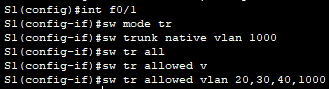 S1(config)#int f0/1
S1(config-if)#sw mode tr
S1(config-if)#sw trunk native vlan 1000
S1(config-if)#sw tr all
S1(config-if)#sw tr allowed v
S1(config-if)#sw tr allowed vlan 20,30,40,1000